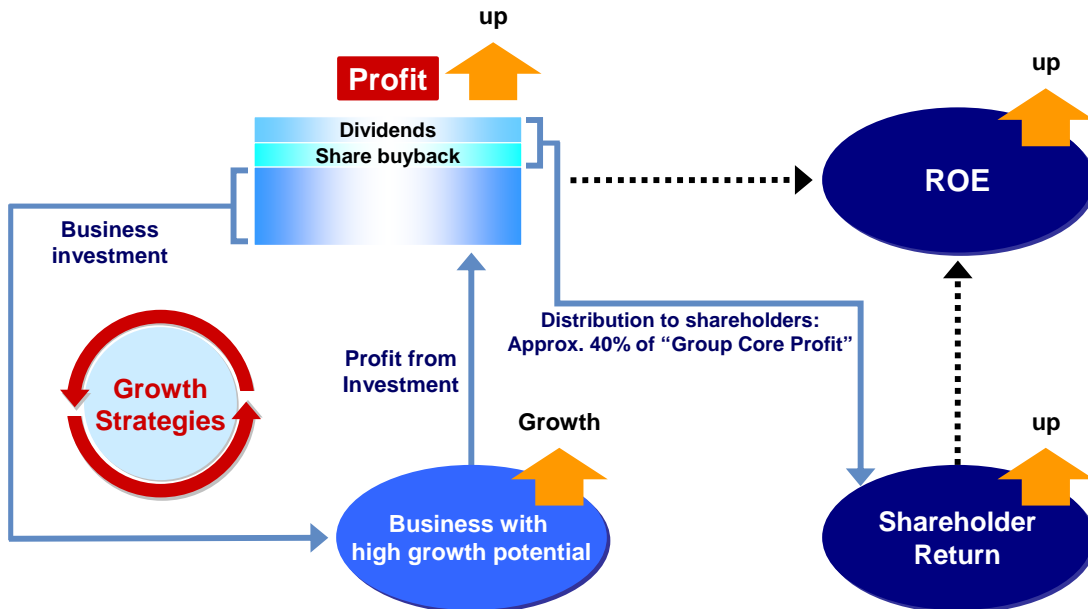 up
Profit
Dividends
Share buyback
up
ROE
Business
investment
Distribution to shareholders:
Approx. 40% of “Group Core Profit”
Profit from
Investment
Growth
Strategies
Growth
Business with
high growth potential
up
Shareholder
Return